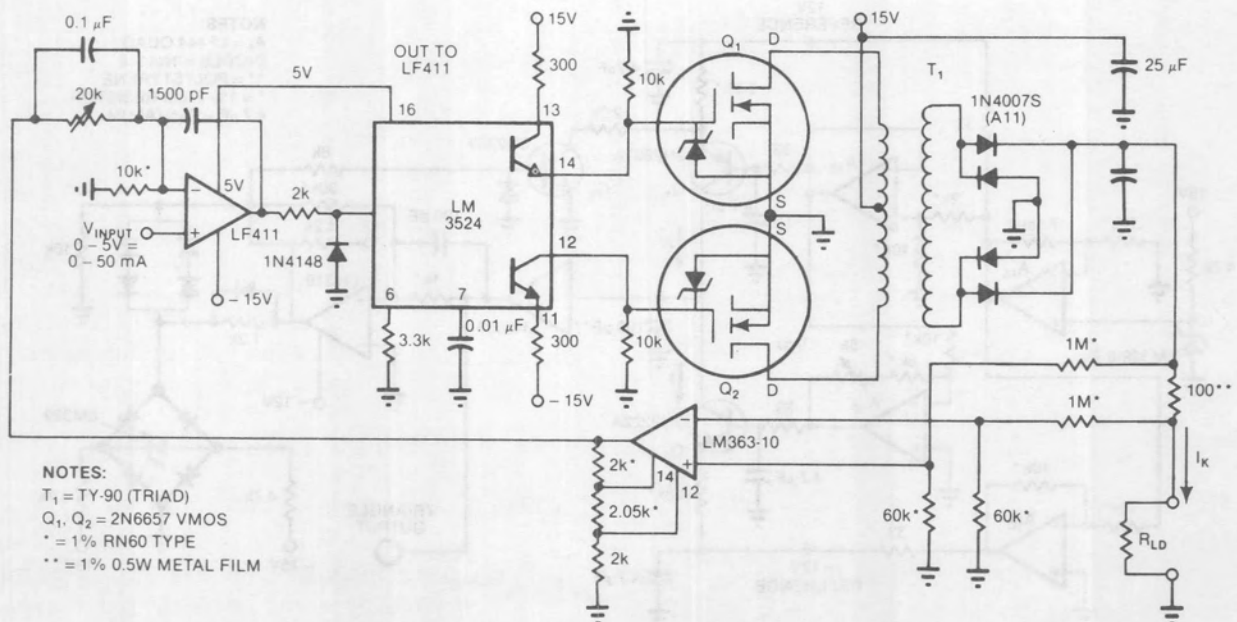 0.1 µF
20k
1500 pF
10k*
V INPUT
0 – 5V =
0 – 50 mA
5V
LF411
– 15V
2k
1N4148
5V
OUT TO
LF411
16
LM
3524
13
14
12
11
6
7
3.3k
0.01 µF
15V
300
300
– 15V
10k
10k
Q1
D
S
S
Q2
D
15V
T1
25 µF
1N4007S
(A11)
1M*
1M*
100**
IK
RLD
60k*
60k*
LM363-10
–
+
14
12
2k*
2.05k*
2k
NOTES:
T1 = TY-90 (TRIAD)
Q1, Q2 = 2N6657 VMOS
* = 1% RN60 TYPE
** = 1% 0.5W METAL FILM